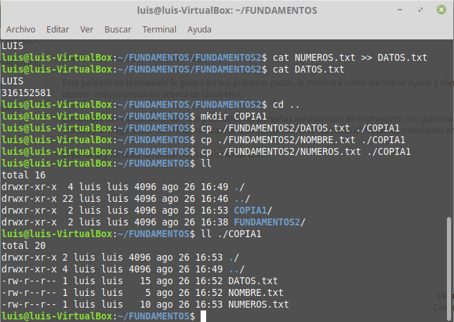 luis@luis-VirtualBox: ~/FUNDAMENTOS
Archivo Editar Ver Buscar Terminal Ayuda
LUIS
luis@luis-VirtualBox:~/FUNDAMENTOS/FUNDAMENTOS2$ cat NUMEROS.txt >> DATOS.txt
luis@luis-VirtualBox:~/FUNDAMENTOS/FUNDAMENTOS2$ cat DATOS.txt
LUIS
316152581
luis@luis-VirtualBox:~/FUNDAMENTOS/FUNDAMENTOS2$ cd ..
luis@luis-VirtualBox:~/FUNDAMENTOS$ mkdir COPIA1
luis@luis-VirtualBox:~/FUNDAMENTOS$ cp ./FUNDAMENTOS2/DATOS.txt ./COPIA1
luis@luis-VirtualBox:~/FUNDAMENTOS$ cp ./FUNDAMENTOS2/NOMBRE.txt ./COPIA1
luis@luis-VirtualBox:~/FUNDAMENTOS$ cp ./FUNDAMENTOS2/NUMEROS.txt ./COPIA1
luis@luis-VirtualBox:~/FUNDAMENTOS$ ll
total 16
drwxr-xr-x  4 luis luis 4096 ago 26 16:49 ./
drwxr-xr-x 22 luis luis 4096 ago 26 16:46 ../
drwxr-xr-x  2 luis luis 4096 ago 26 16:53 COPIA1/
drwxr-xr-x  2 luis luis 4096 ago 26 16:38 FUNDAMENTOS2/
luis@luis-VirtualBox:~/FUNDAMENTOS$ ll ./COPIA1
total 20
drwxr-xr-x 2 luis luis 4096 ago 26 16:53 ./
drwxr-xr-x 4 luis luis 4096 ago 26 16:49 ../
-rw-r--r-- 1 luis luis   15 ago 26 16:52 DATOS.txt
-rw-r--r-- 1 luis luis    5 ago 26 16:52 NOMBRE.txt
-rw-r--r-- 1 luis luis   10 ago 26 16:53 NUMEROS.txt
luis@luis-VirtualBox:~/FUNDAMENTOS$